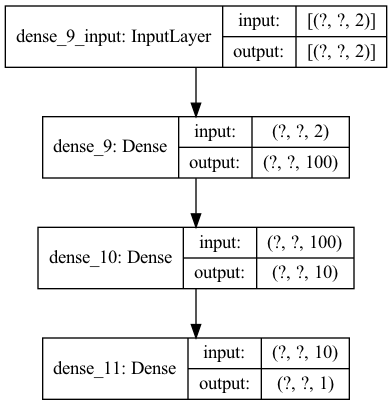 dense_9_input: InputLayer
input: [(?, ?, 2)]
output: [(?, ?, 2)]
dense_9: Dense
input: (?, ?, 2)
output: (?, ?, 100)
dense_10: Dense
input: (?, ?, 100)
output: (?, ?, 10)
dense_11: Dense
input: (?, ?, 10)
output: (?, ?, 1)